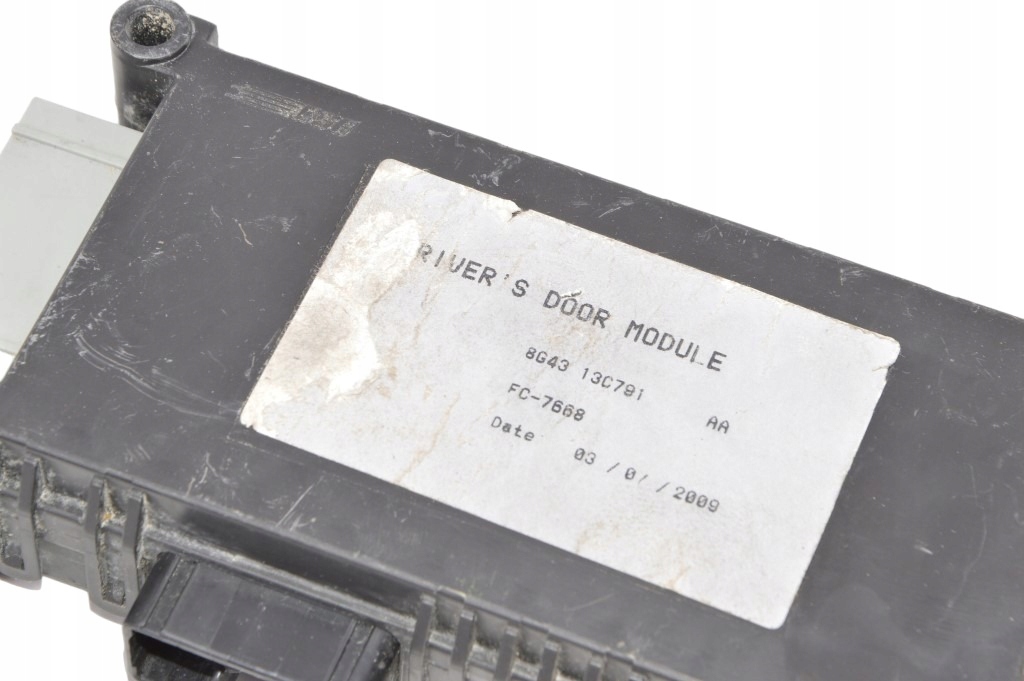 RIVER'S DOOR MODULE
8G43 13C791 AA
FC-7668
Date 03 / 0 / 2009